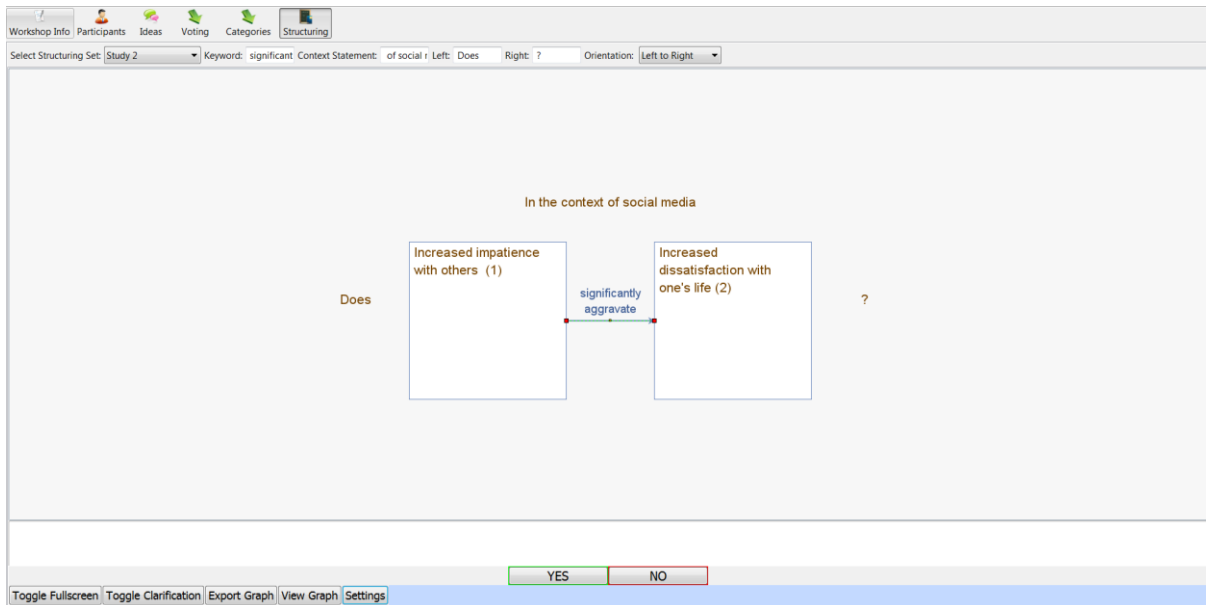 Workshop Info Participants Ideas Voting Categories Structuring
Select Structuring Set: Study 2 Keyword: significant Context Statement: of social r Left: Does Right: ? Orientation: Left to Right
In the context of social media
Does
Increased impatience
with others (1)
significantly
aggravate
Increased
dissatisfaction with
one's life (2)
?
YES NO
Toggle Fullscreen Toggle Clarification Export Graph View Graph Settings